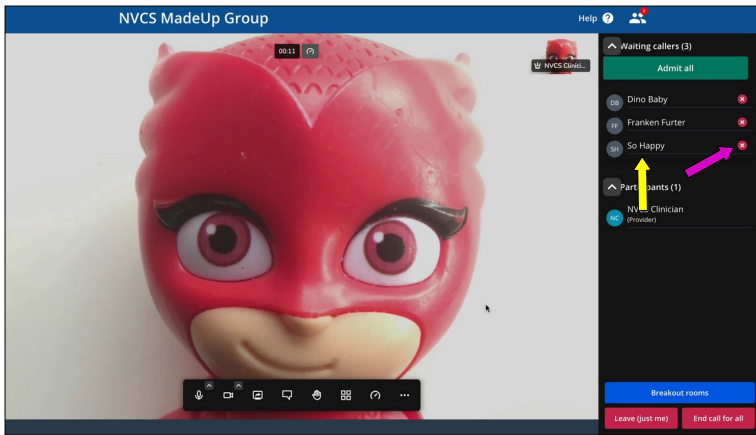 NVCS MadeUp Group
Help
3
00:11
NVCS Clinici...
Waiting callers (3)
Admit all
DB Dino Baby
FF Franken Furter
SH So Happy
Participants (1)
NC NVCS Clinician
(Provider)
Breakout rooms
Leave (just me) End call for all